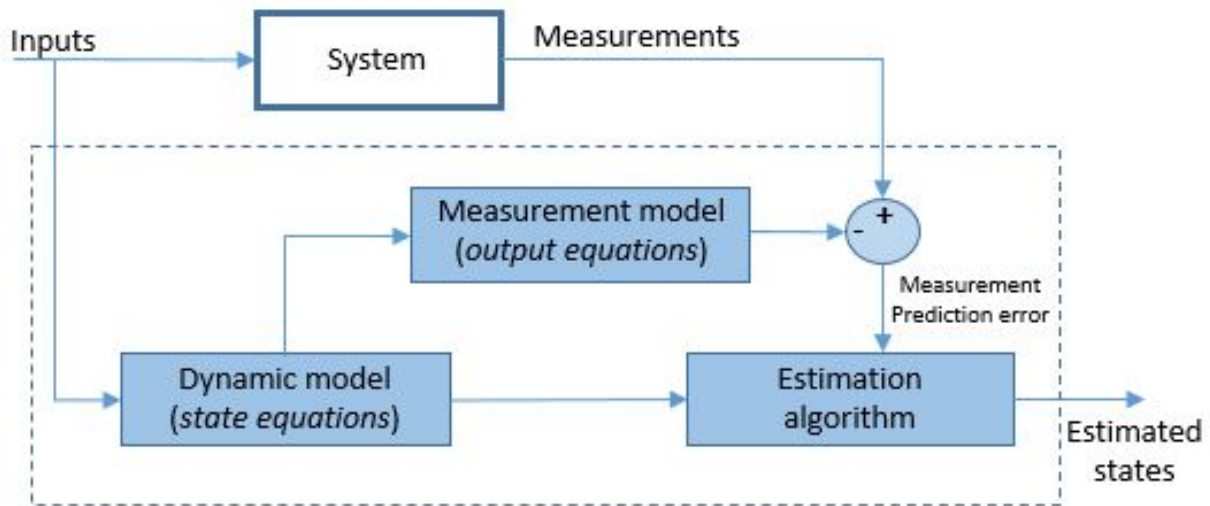 Inputs
System
Measurements
Measurement model
(output equations)
+
-
Measurement
Prediction error
Dynamic model
(state equations)
Estimation
algorithm
Estimated
states